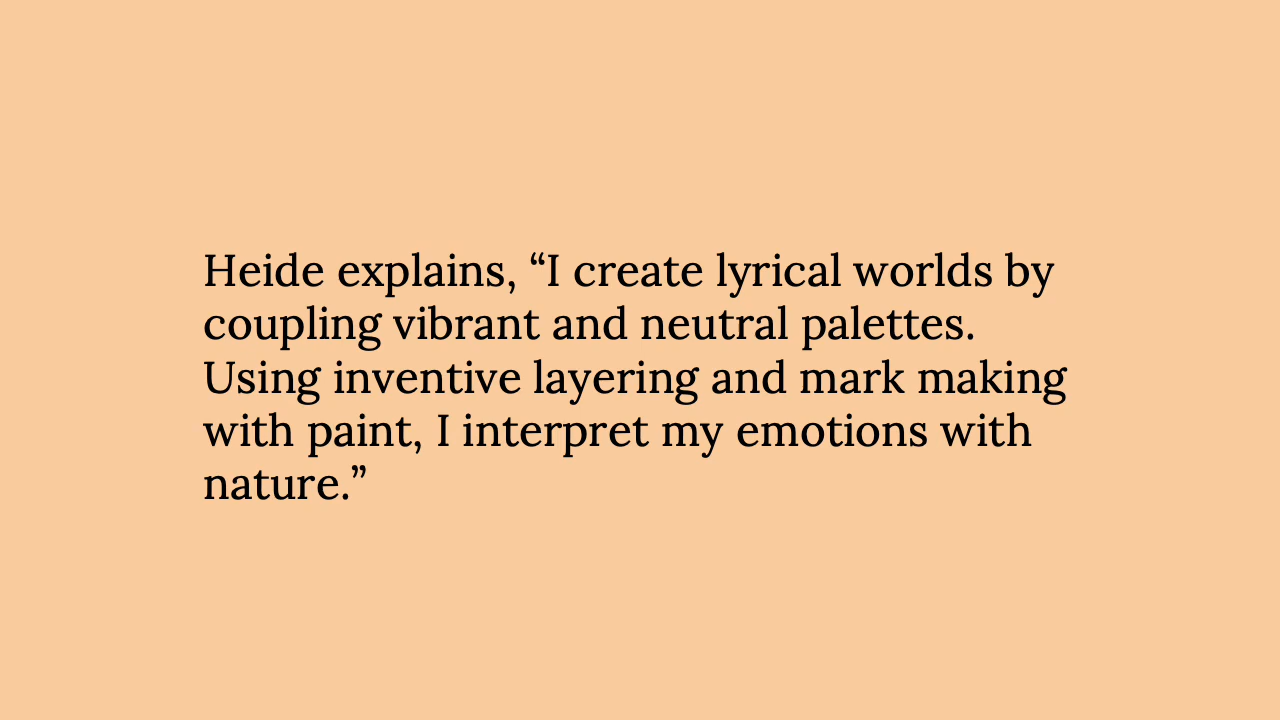 Heide explains, “I create lyrical worlds by
coupling vibrant and neutral palettes.
Using inventive layering and mark making
with paint, I interpret my emotions with
nature.”